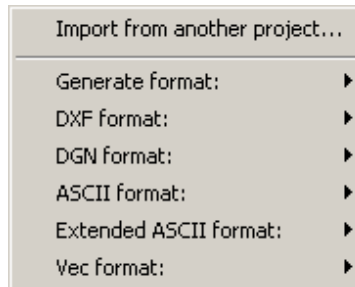 Import from another project...
Generate format:
DXF format:
DGN format:
ASCII format:
Extended ASCII format:
Vec format: